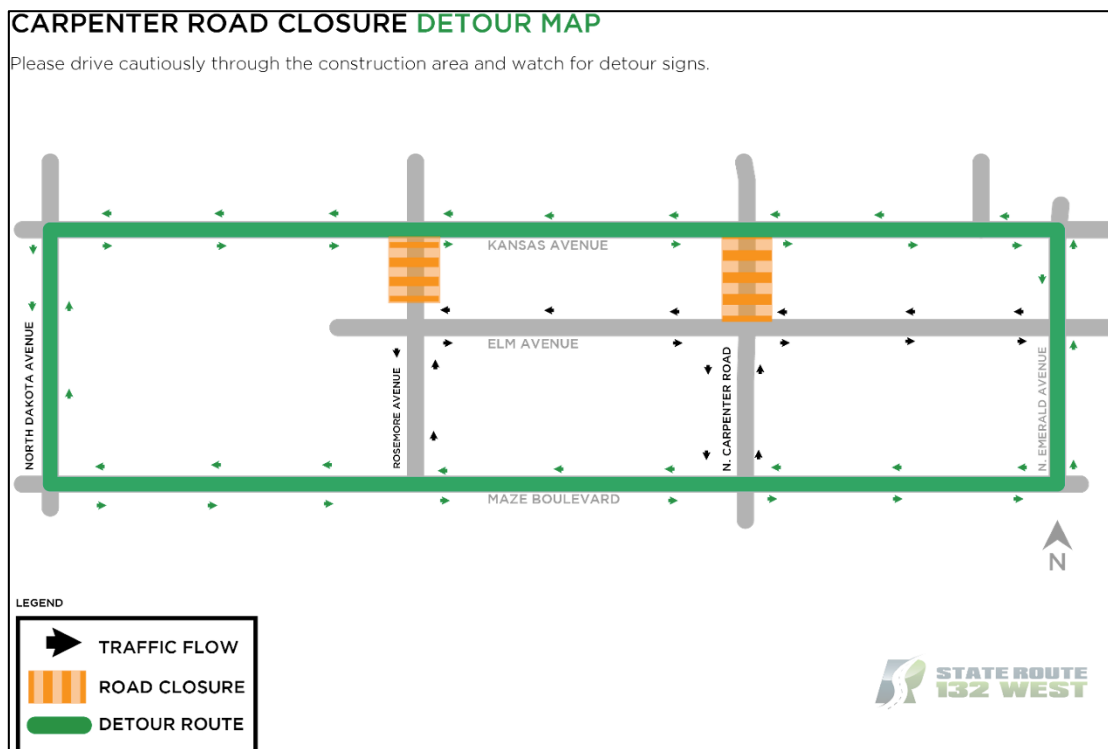 CARPENTER ROAD CLOSURE DETOUR MAP
Please drive cautiously through the construction area and watch for detour signs.
KANSAS AVENUE
ELM AVENUE
NORTH DAKOTA AVENUE
ROSEMORE AVENUE
N. CARPENTER ROAD
N. EMERALD AVENUE
MAZE BOULEVARD
N
LEGEND
TRAFFIC FLOW
ROAD CLOSURE
DETOUR ROUTE
STATE ROUTE
132 WEST